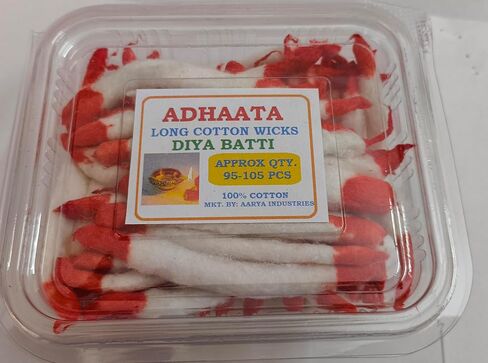 ADHAATA
LONG COTTON WICKS
DIYA BATTI
APPROX QTY.
95-105 PCS
100% COTTON
MKT. BY: AARYA INDUSTRIES